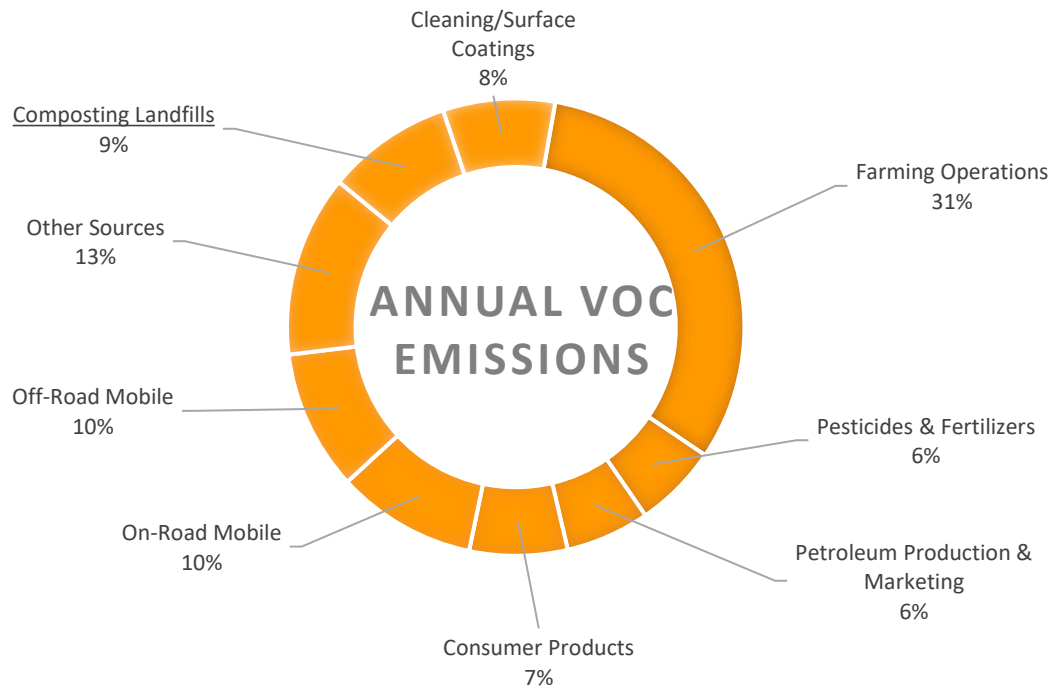 Cleaning/Surface
Coatings
8%
Composting Landfills
9%
Farming Operations
31%
Other Sources
13%
ANNUAL VOC
EMISSIONS
Off-Road Mobile
10%
Pesticides & Fertilizers
6%
On-Road Mobile
10%
Petroleum Production &
Marketing
6%
Consumer Products
7%